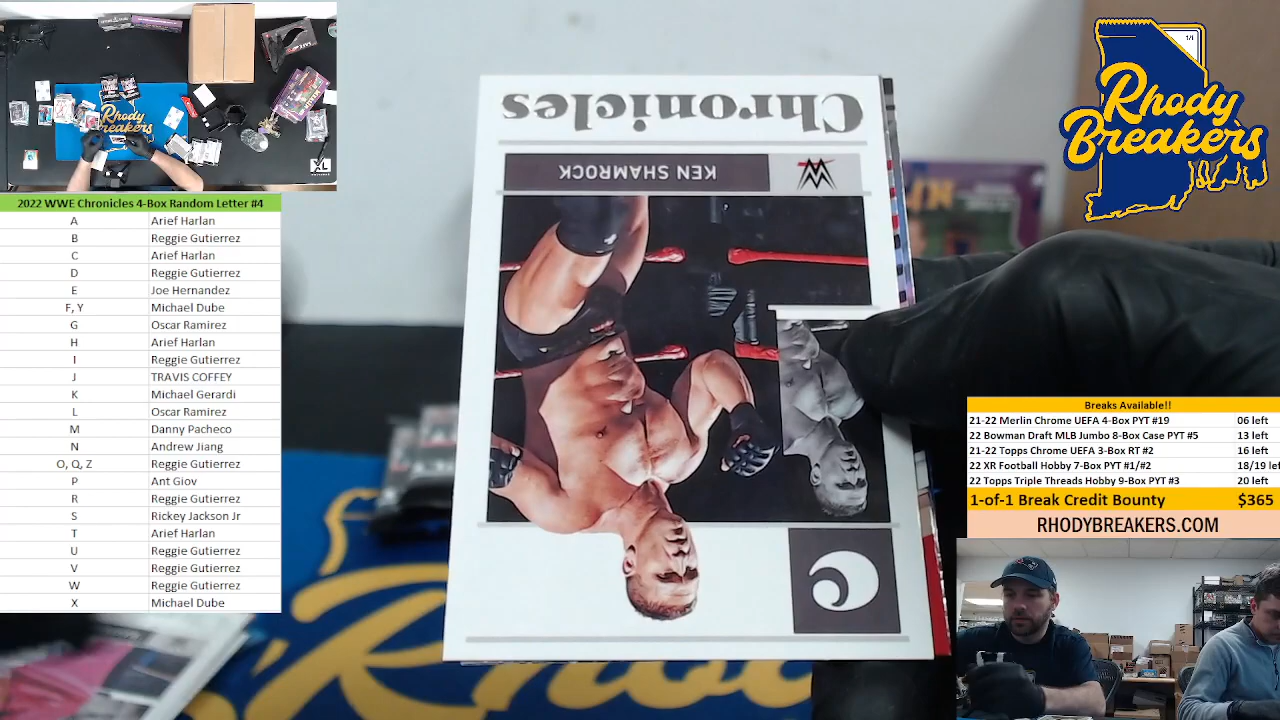 Rhody
Breakers
XL
2022 WWE Chronicles 4-Box Random Letter #4
A Arief Harlan
B Reggie Gutierrez
C Arief Harlan
D Reggie Gutierrez
E Joe Hernandez
F, Y Michael Dube
G Oscar Ramirez
H Arief Harlan
I Reggie Gutierrez
J TRAVIS COFFEY
K Michael Gerardi
L Oscar Ramirez
M Danny Pacheco
N Andrew Jiang
O, Q, Z Reggie Gutierrez
P Ant Giov
R Reggie Gutierrez
S Rickey Jackson Jr
T Arief Harlan
U Reggie Gutierrez
V Reggie Gutierrez
W Reggie Gutierrez
X Michael Dube
Chronicles
KEN SHAMROCK
C
1/1
Rhody
Breakers
Breaks Available!!
21-22 Merlin Chrome UEFA 4-Box PYT #19 06 left
22 Bowman Draft MLB Jumbo 8-Box Case PYT #5 13 left
21-22 Topps Chrome UEFA 3-Box RT #2 16 left
22 XR Football Hobby 7-Box PYT #1/#2 18/19 left
22 Topps Triple Threads Hobby 9-Box PYT #3 20 left
1-of-1 Break Credit Bounty $365
RHODYBREAKERS.COM